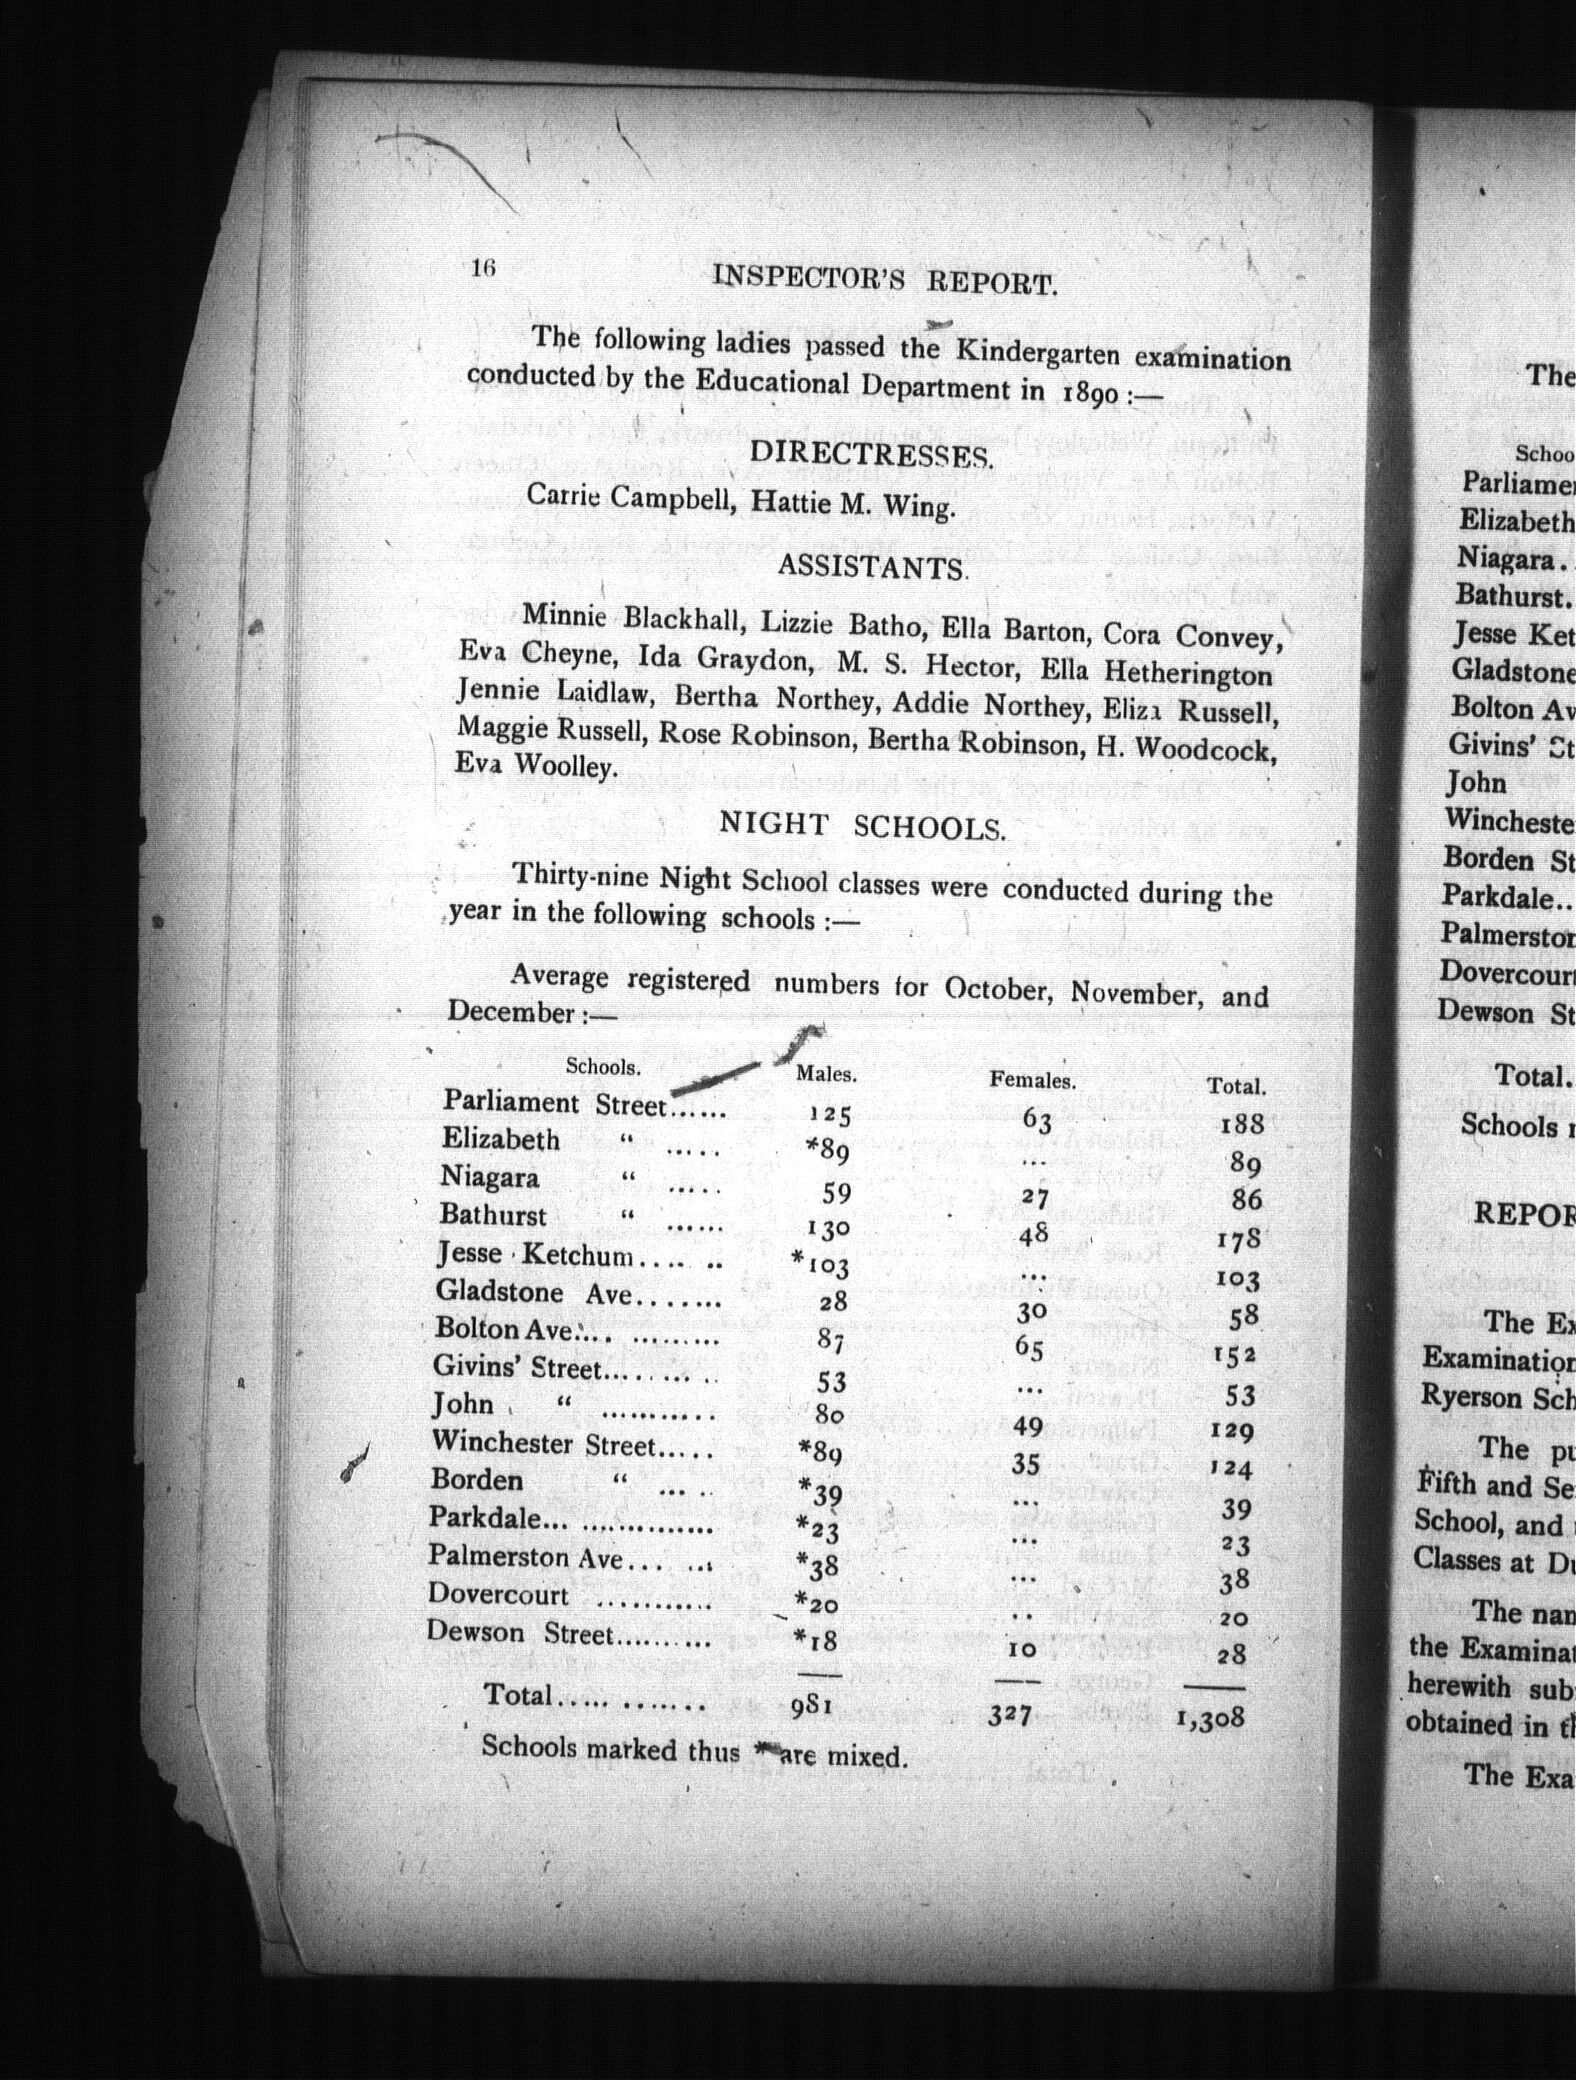 16 INSPECTOR'S REPORT.
The following ladies passed the Kindergarten examination
conducted by the Educational Department in 1890 :—
DIRECTRESSES.
Carrie Campbell, Hattie M. Wing.
ASSISTANTS.
Minnie Blackhall, Lizzie Batho, Ella Barton, Cora Convey,
Eva Cheyne, Ida Graydon, M. S. Hector, Ella Hetherington
Jennie Laidlaw, Bertha Northey, Addie Northey, Eliza Russell,
Maggie Russell, Rose Robinson, Bertha Robinson, H. Woodcock,
Eva Woolley.
NIGHT SCHOOLS.
Thirty-nine Night School classes were conducted during the
year in the following schools :—
Average registered numbers for October, November, and
December :—
Schools. Males. Females. Total.
Parliament Street...... 125 63 188
Elizabeth " ..... *89 ... 89
Niagara " ..... 59 27 86
Bathurst " ...... 130 48 178
Jesse Ketchum.... .. *103 ... 103
Gladstone Ave....... 28 30 58
Bolton Ave.... ......... 87 65 152
Givins' Street.... .... .. 53 ... 53
John " ........... 80 49 129
Winchester Street..... *89 35 124
Borden " ... .. *39 ... 39
Parkdale... .............. *23 ... 23
Palmerston Ave... ... *38 ... 38
Dovercourt ........... *20 .. 20
Dewson Street.......... *18 10 28
Total..... ....... 981 327 1,308
Schools marked thus * are mixed.
The
Schoo
Parliamen
Elizabeth
Niagara..
Bathurst.
Jesse Ket
Gladstone
Bolton Av
Givins' St
John
Wincheste
Borden St
Parkdale..
Palmerston
Dovercourt
Dewson St
Total.
Schools
REPOR
The Ex
Examination
Ryerson Sch
The pu
Fifth and Se
School, and
Classes at Du
The nam
the Examinat
herewith sub
obtained in th
The Exa